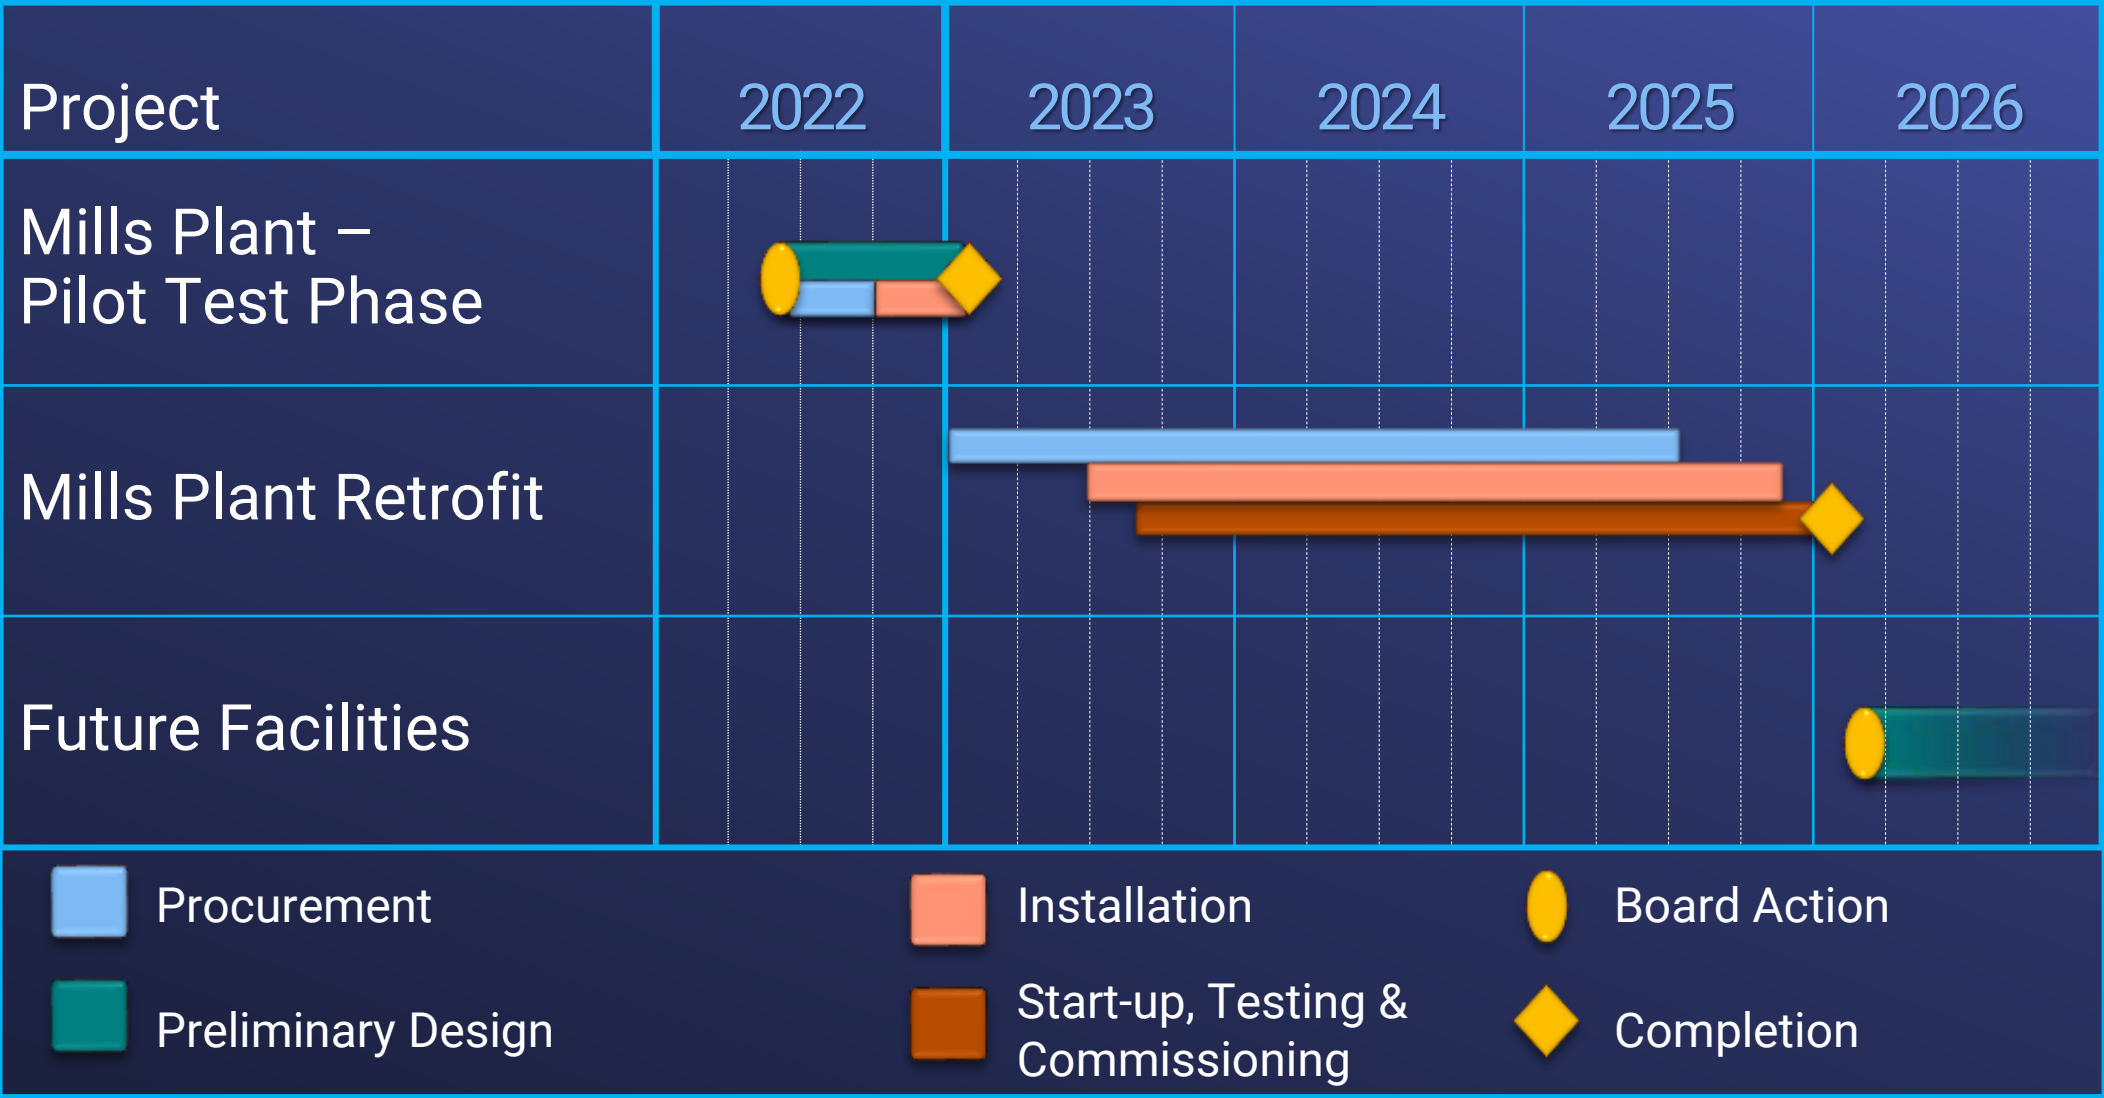 Project
2022
2023
2024
2025
2026
Mills Plant –
Pilot Test Phase
Mills Plant Retrofit
Future Facilities
Procurement
Installation
Board Action
Preliminary Design
Start-up, Testing &
Commissioning
Completion